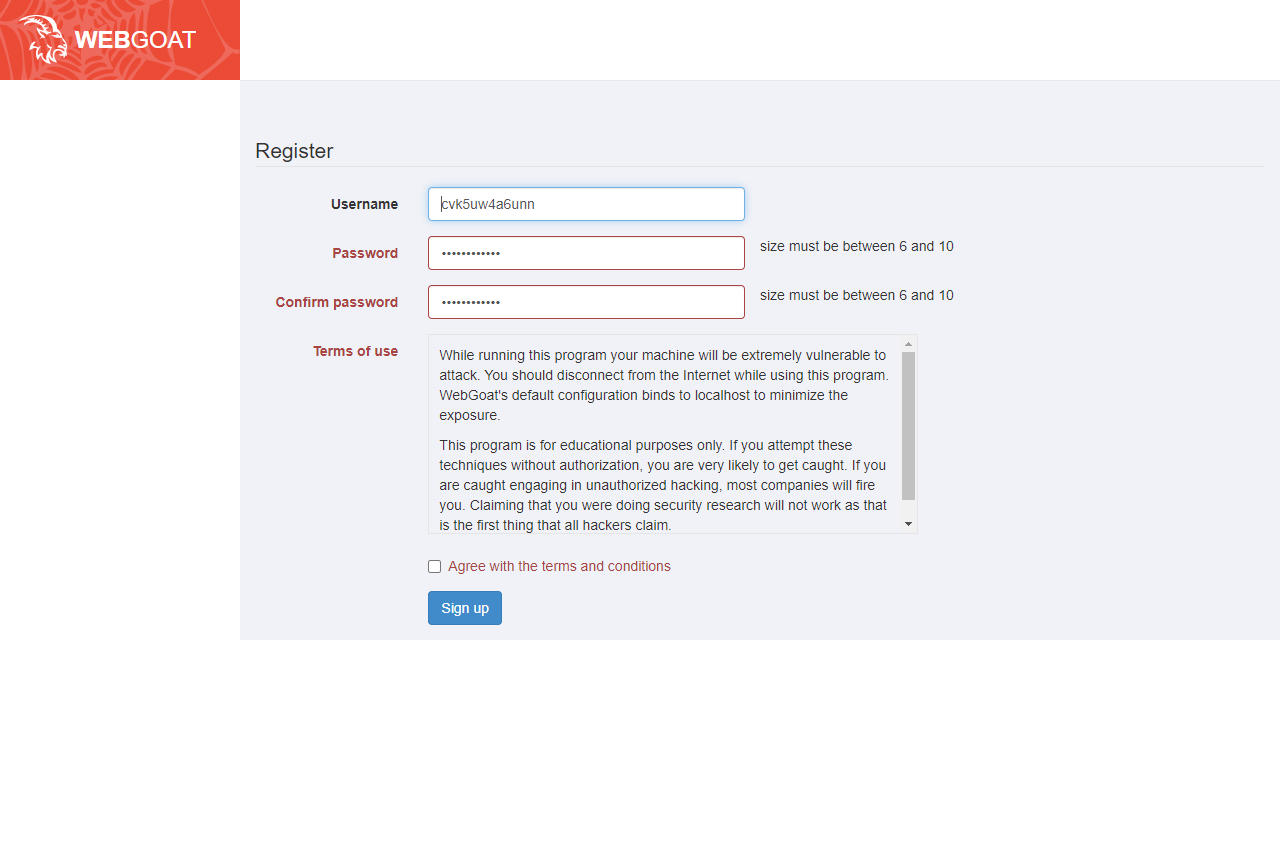 WEBGOAT
Register
Username
cvk5uw4a6unn
Password
••••••••••••
size must be between 6 and 10
Confirm password
••••••••••••
size must be between 6 and 10
Terms of use
While running this program your machine will be extremely vulnerable to
attack. You should disconnect from the Internet while using this program.
WebGoat's default configuration binds to localhost to minimize the
exposure.
This program is for educational purposes only. If you attempt these
techniques without authorization, you are very likely to get caught. If you
are caught engaging in unauthorized hacking, most companies will fire
you. Claiming that you were doing security research will not work as that
is the first thing that all hackers claim.
Agree with the terms and conditions
Sign up